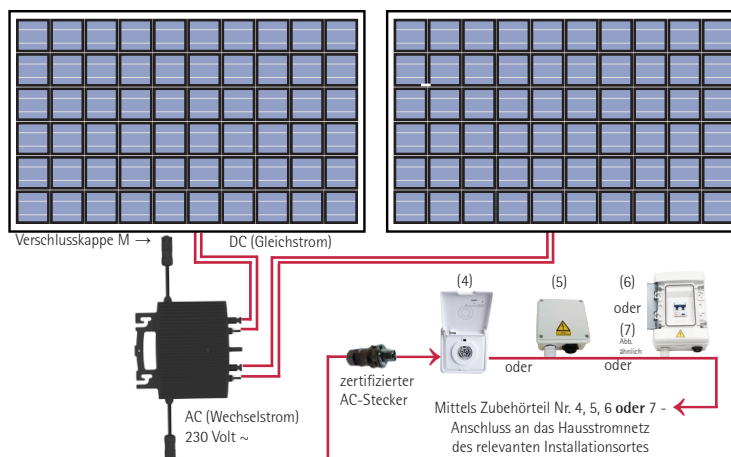 Verschlusskappe M →
DC (Gleichstrom)
(4)
(5)
(6)
oder
(7)
Abb.
ähnlich
oder
oder
zertifizierter
AC-Stecker
AC (Wechselstrom)
230 Volt ~
Mittels Zubehörteil Nr. 4, 5, 6 oder 7 -
Anschluss an das Hausstromnetz
des relevanten Installationsortes